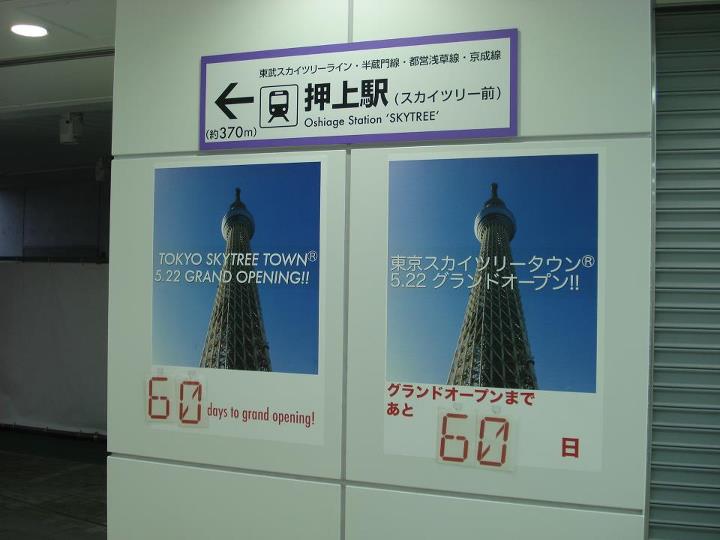 東武スカイツリーライン・半蔵門線・都営浅草線・京成線
押上駅(スカイツリー前)
Oshiage Station 'SKYTREE'
(約370m)
TOKYO SKYTREE TOWN®
5.22 GRAND OPENING!!
60 days to grand opening!
東京スカイツリータウン®
5.22 グランドオープン!!
グランドオープンまで
あと
60 日